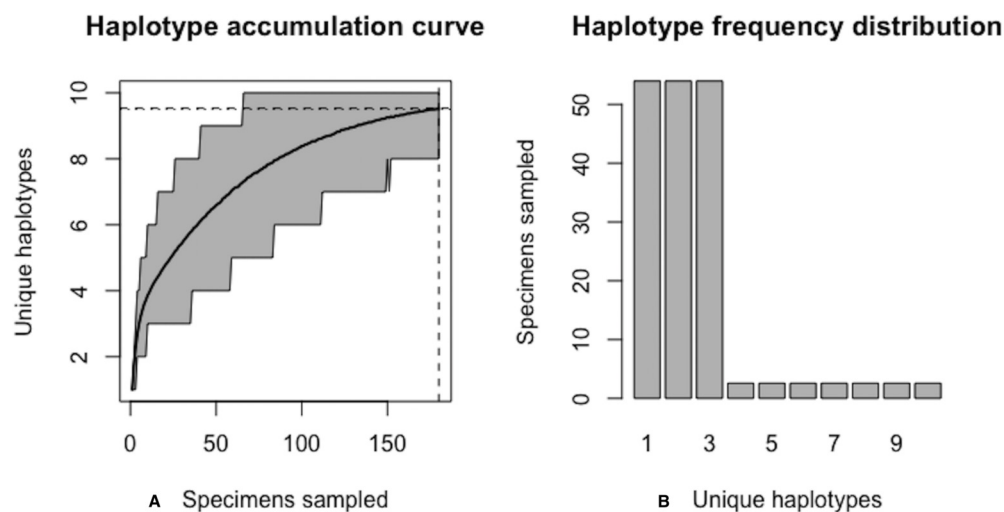 Haplotype accumulation curve
Unique haplotypes
10
8
6
4
2
0 50 100 150
A Specimens sampled
Haplotype frequency distribution
Specimens sampled
50
40
30
20
10
0
1 3 5 7 9
B Unique haplotypes